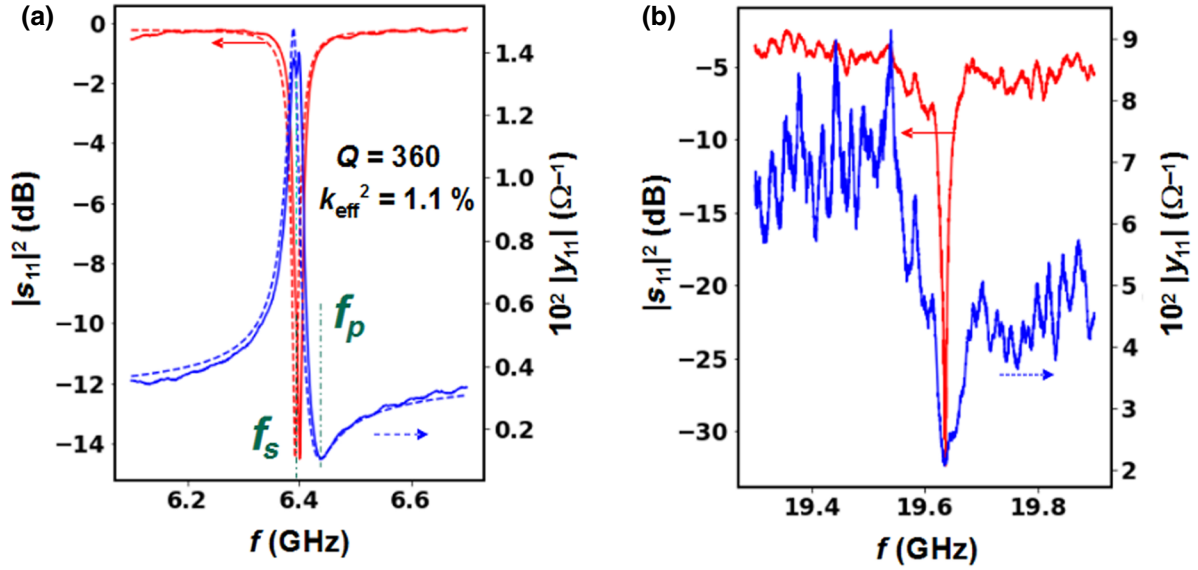 (a)
0
−2
−4
−6
−8
−10
−12
−14
|s₁₁|² (dB)
1.4
1.2
1.0
0.8
0.6
0.4
0.2
10² |y₁₁| (Ω⁻¹)
Q = 360
k_eff² = 1.1 %
f_p
f_s
6.2
6.4
6.6
f (GHz)
(b)
−5
−10
−15
−20
−25
−30
|s₁₁|² (dB)
9
8
7
6
5
4
3
2
10² |y₁₁| (Ω⁻¹)
19.4
19.6
19.8
f (GHz)